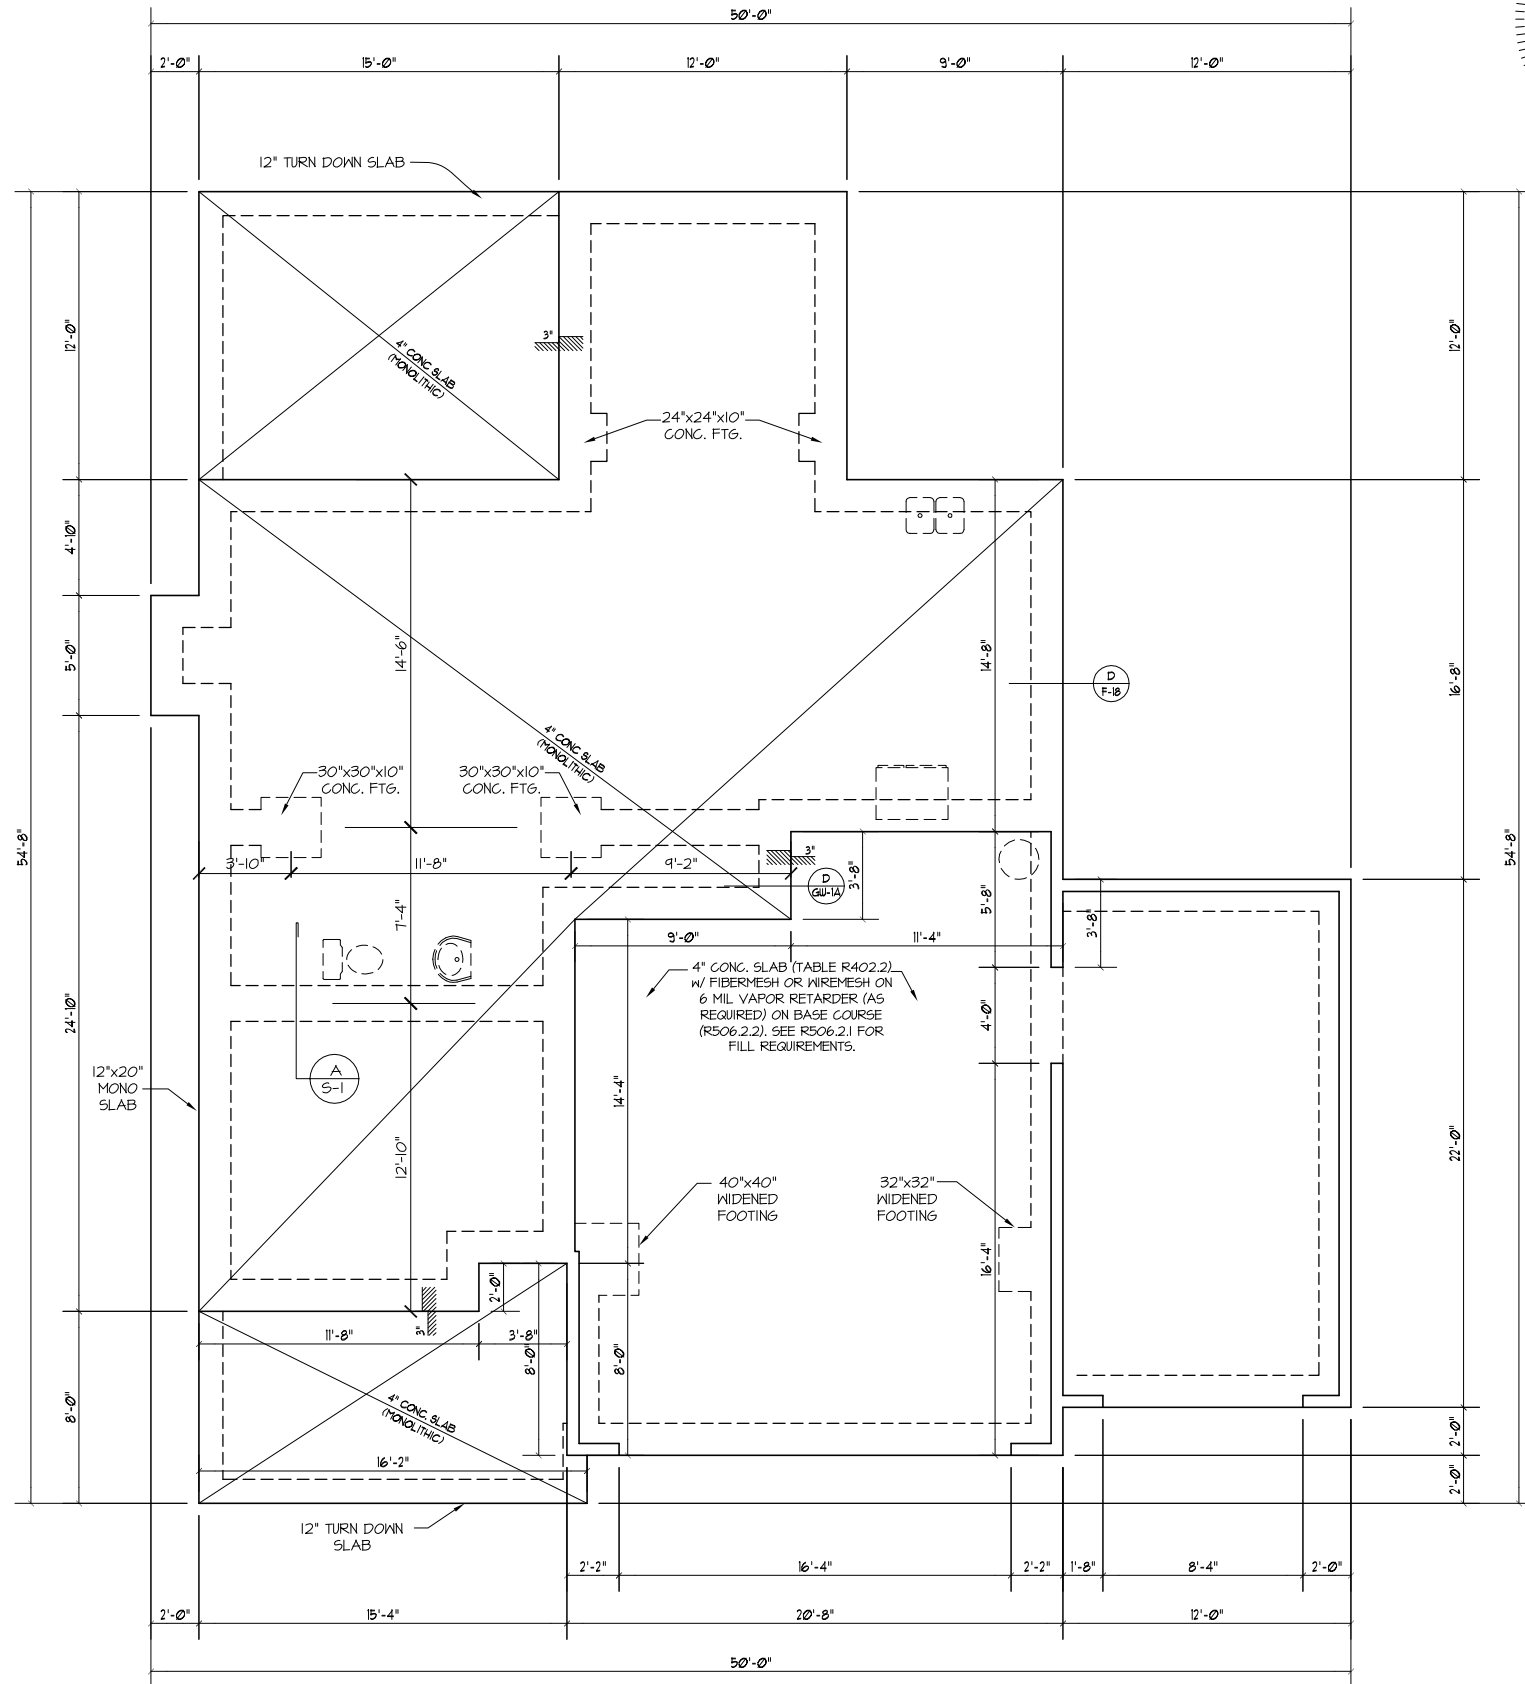 50'-0"
2'-0"
15'-0"
12'-0"
9'-0"
12'-0"
12" TURN DOWN SLAB
12'-0"
3"
12'-0"
4" CONC SLAB
(MONOLITHIC)
24"x24"x10"
CONC. FTG.
4'-10"
5'-0"
14'-6"
14'-8"
D
F-18
16'-8"
4" CONC SLAB
(MONOLITHIC)
30"x30"x10"
CONC. FTG.
30"x30"x10"
CONC. FTG.
54'-8"
54'-8"
3'-10"
11'-8"
9'-2"
3"
D
GW-1A
3'-8"
5'-8"
3'-8"
7'-4"
9'-0"
11'-4"
4" CONC. SLAB (TABLE R402.2)
W/ FIBERMESH OR WIREMESH ON
6 MIL VAPOR RETARDER (AS
REQUIRED) ON BASE COURSE
(R506.2.2). SEE R506.2.1 FOR
FILL REQUIREMENTS.
24'-10"
4'-0"
12"x20"
MONO
SLAB
A
S-1
14'-4"
12'-10"
22'-0"
40"x40"
WIDENED
FOOTING
32"x32"
WIDENED
FOOTING
16'-4"
2'-0"
3"
11'-8"
3'-8"
8'-0"
8'-0"
8'-0"
4" CONC. SLAB
(MONOLITHIC)
16'-2"
2'-0"
2'-0"
12" TURN DOWN
SLAB
2'-2"
16'-4"
2'-2"
1'-8"
8'-4"
2'-0"
2'-0"
15'-4"
20'-8"
12'-0"
50'-0"